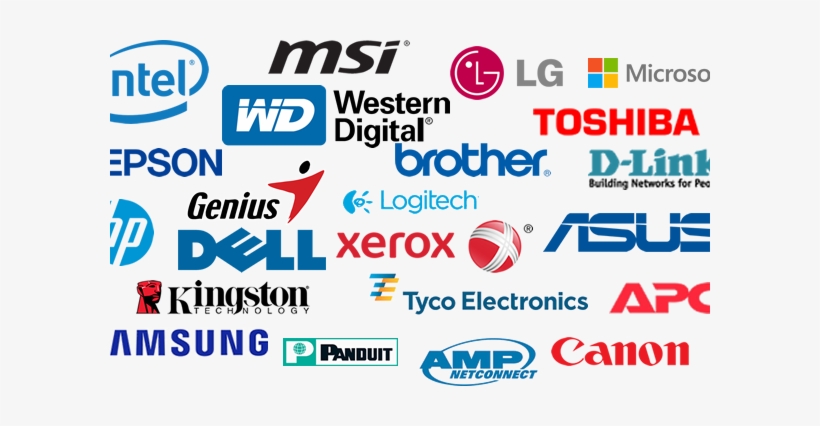 ntel®
msi®
LG
Microso
WD
Western
Digital®
TOSHIBA
EPSON
brother®
D-Link
Building Networks for Peo
Genius
Logitech
hp
DELL
xerox®
ASUS
Kingston®
TECHNOLOGY
Tyco Electronics
APC
AMSUNG
P
PANDUIT
AMP
NETCONNECT
Canon